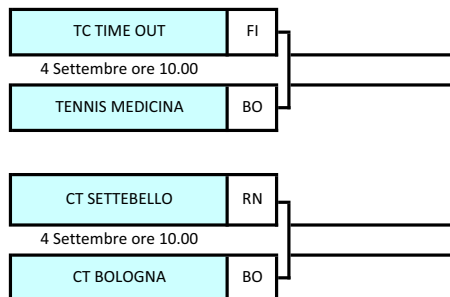 TC TIME OUT FI
4 Settembre ore 10.00
TENNIS MEDICINA BO
CT SETTEBELLO RN
4 Settembre ore 10.00
CT BOLOGNA BO